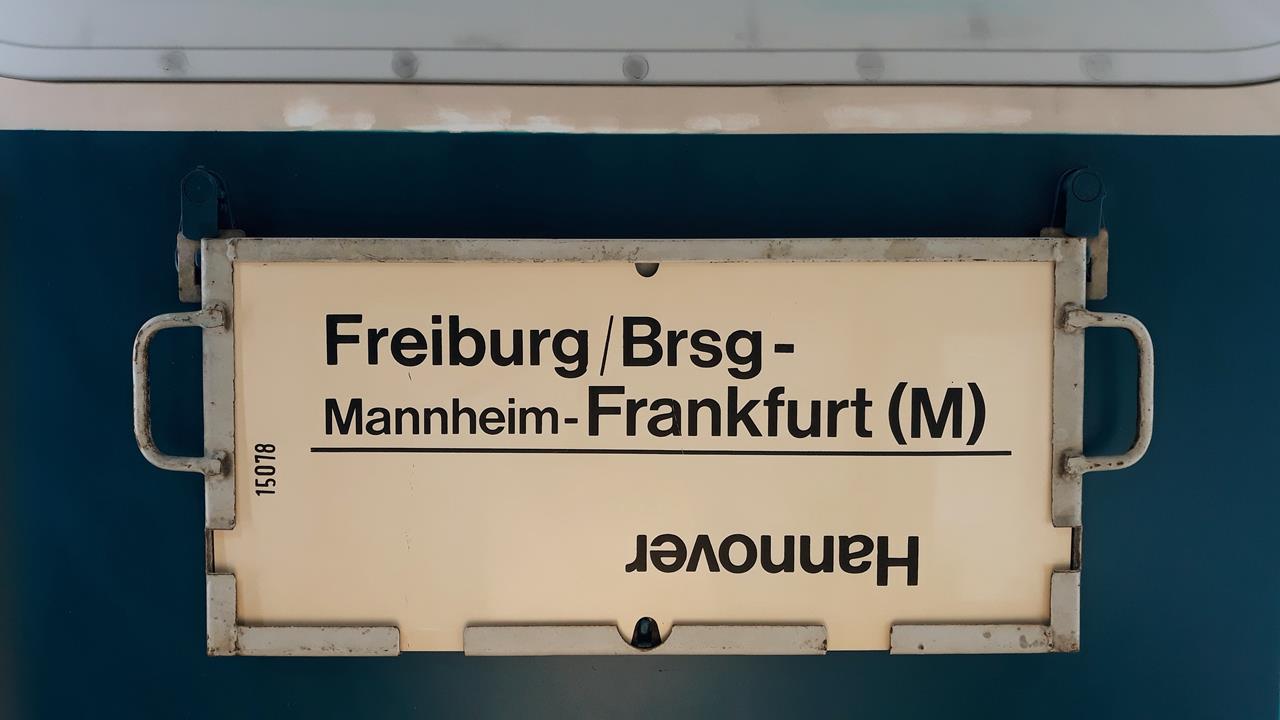 Freiburg/Brsg-
Mannheim-Frankfurt (M)
15078
Hannover